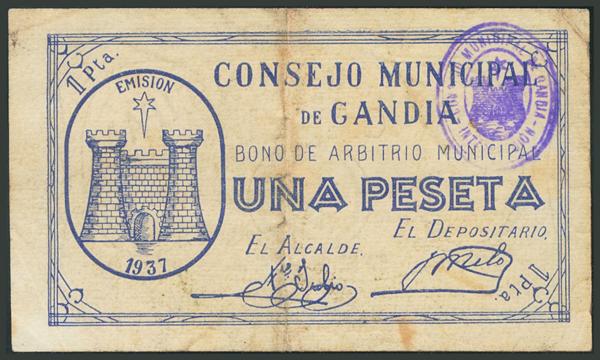 1 Pta.
EMISION
1937
CONSEJO MUNICIPAL
DE GANDIA
BONO DE ARBITRIO MUNICIPAL
UNA PESETA
EL ALCALDE,
EL DEPOSITARIO,
1 Pta.
GANDIA